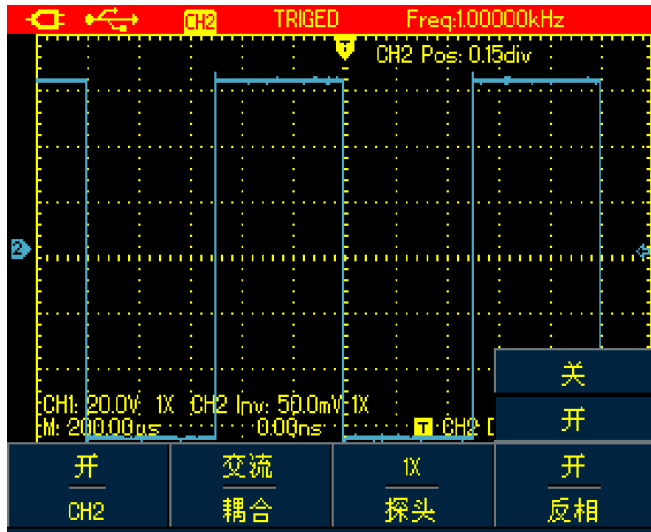 CH2 TRIGED Freq:1.00000kHz
T
CH2 Pos: 0.15div
2
关
CH1: 20.0V 1X CH2 Inv: 50.0mV 1X
开
M: 200.00us 0.00ns T CH2
开 交流 1X 开
CH2 耦合 探头 反相